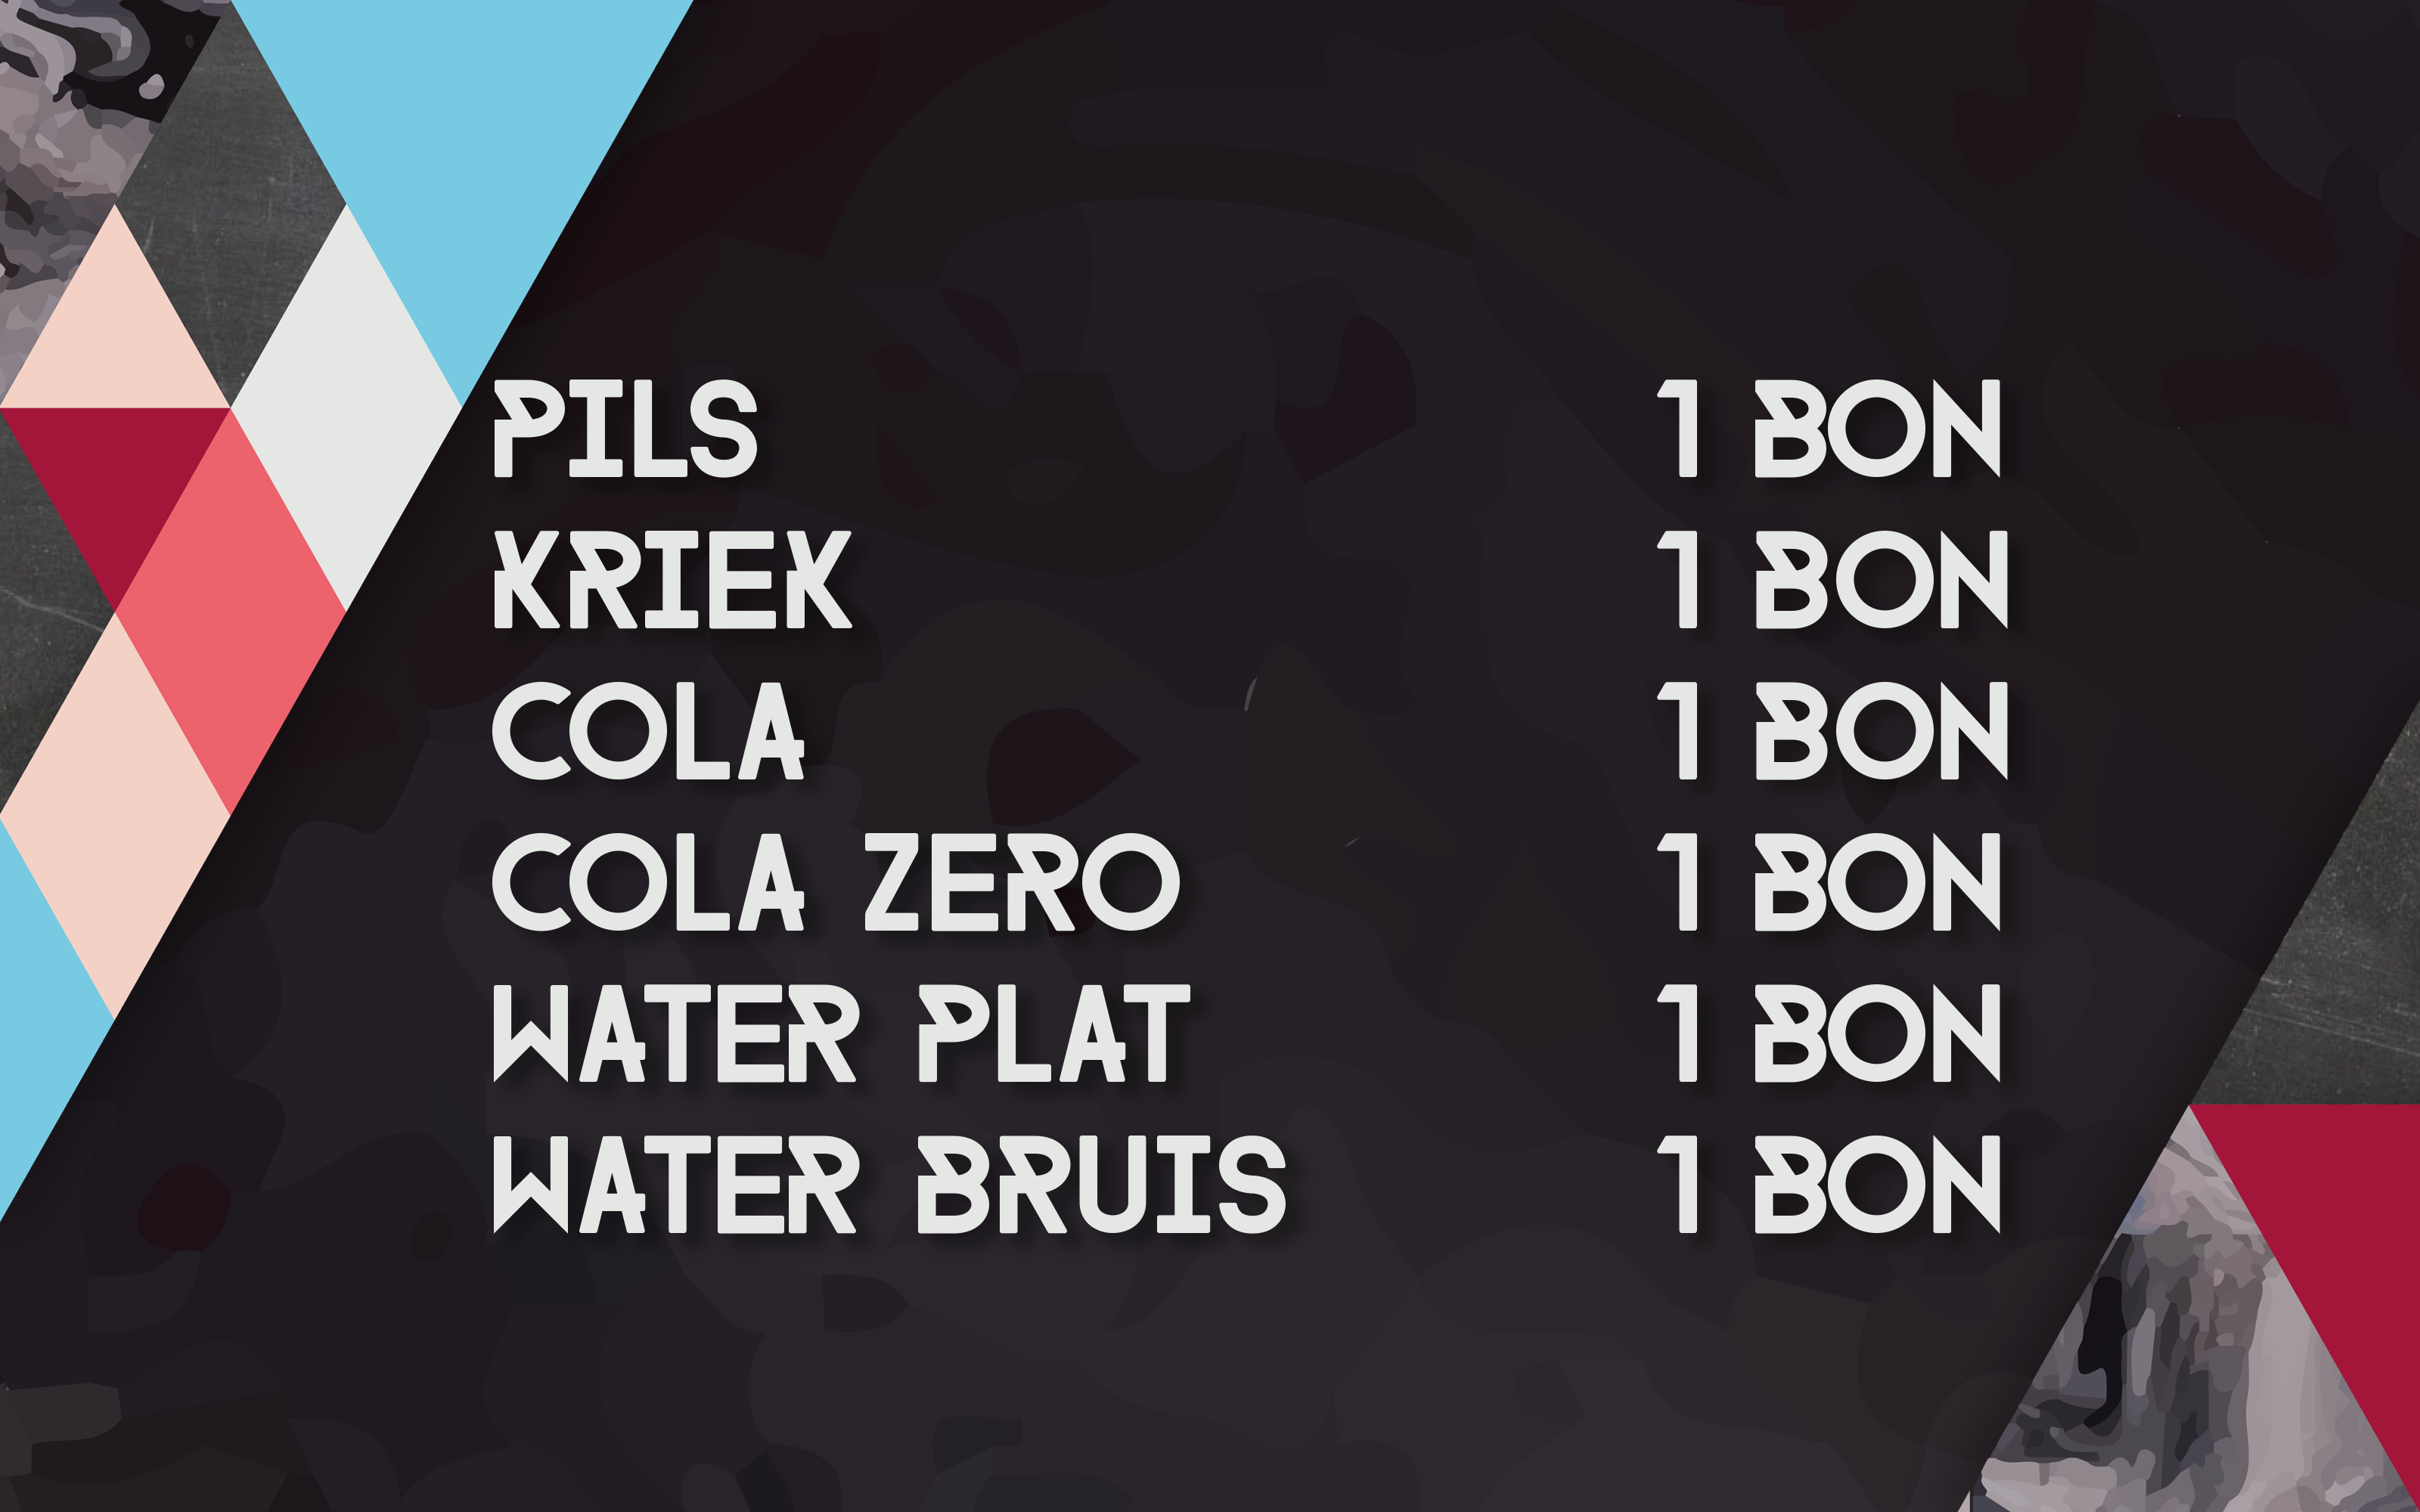 PILS 1 BON
KRIEK 1 BON
COLA 1 BON
COLA ZERO 1 BON
WATER PLAT 1 BON
WATER BRUIS 1 BON